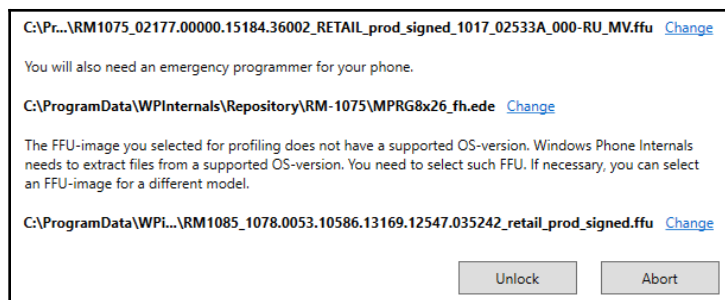 C:\Pr...\RM1075_02177.00000.15184.36002_RETAIL_prod_signed_1017_02533A_000-RU_MV.ffu Change
You will also need an emergency programmer for your phone.
C:\ProgramData\WPInternals\Repository\RM-1075\MPRG8x26_fh.ede Change
The FFU-image you selected for profiling does not have a supported OS-version. Windows Phone Internals
needs to extract files from a supported OS-version. You need to select such FFU. If necessary, you can select
an FFU-image for a different model.
C:\ProgramData\WPi...\RM1085_1078.0053.10586.13169.12547.035242_retail_prod_signed.ffu Change
Unlock Abort